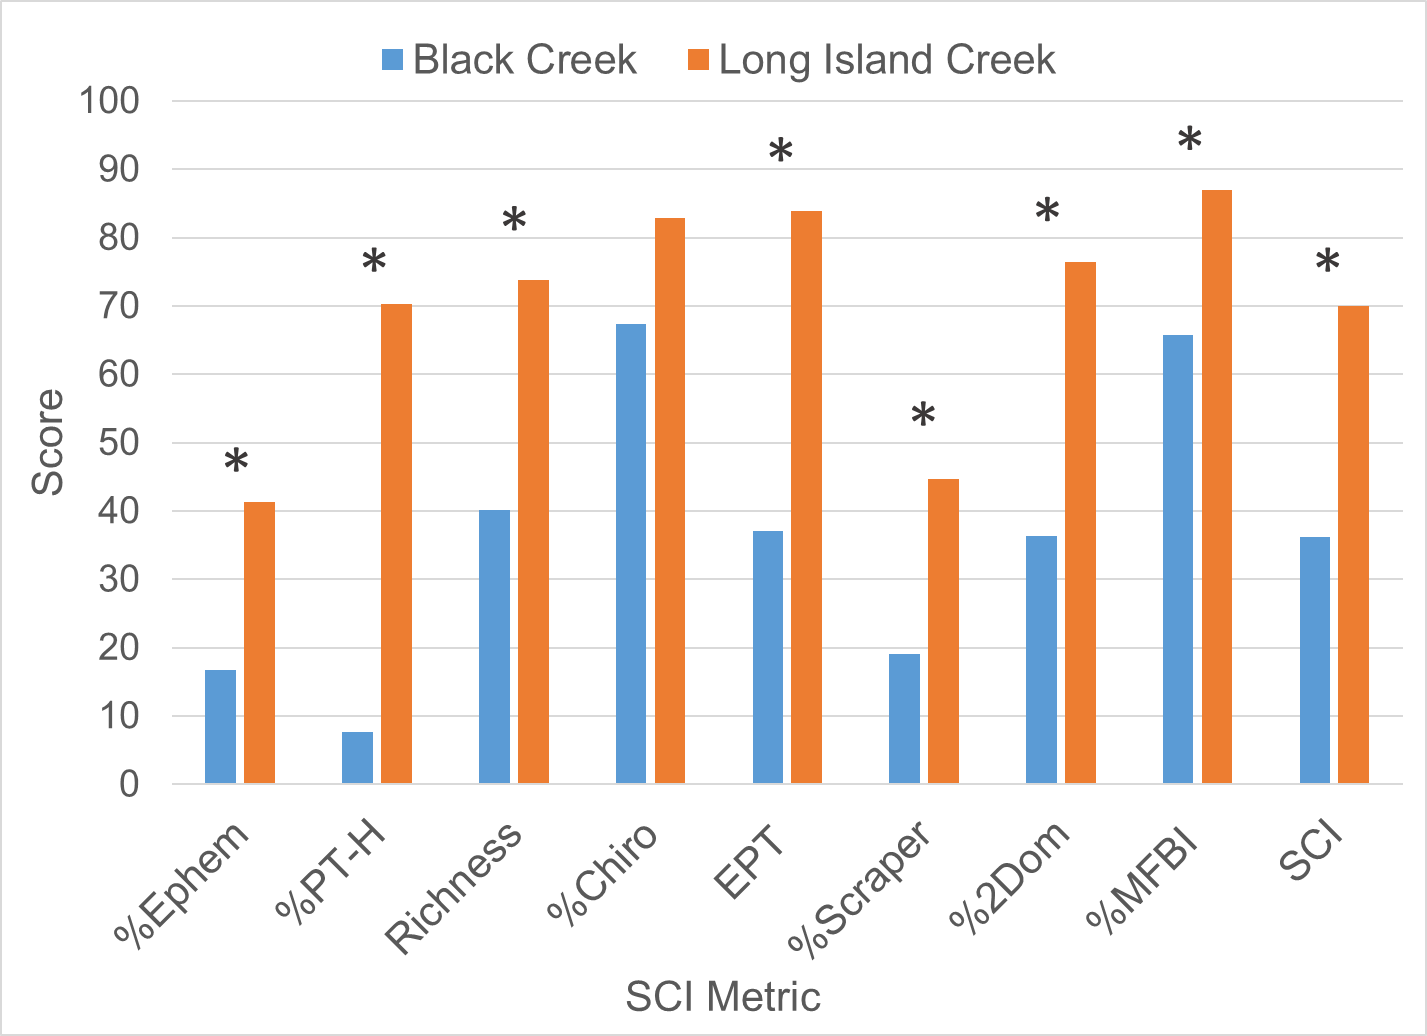 Black Creek Long Island Creek
100
90
80
70
60
50
40
30
20
10
0
Score
* * * * * * * *
%Ephem %PT-H Richness %Chiro EPT %Scraper %2Dom %MFBI SCI
SCI Metric